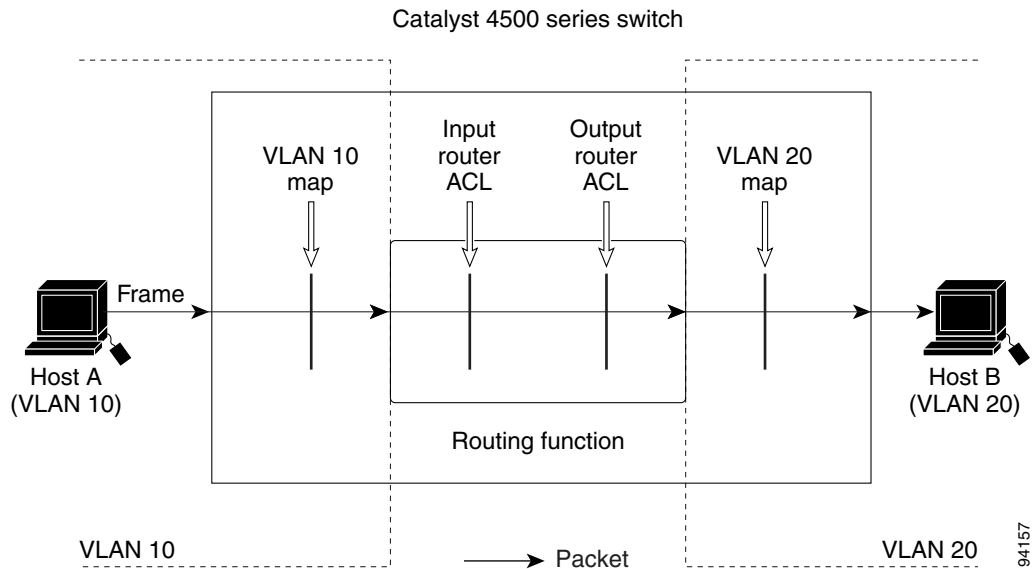 Catalyst 4500 series switch
VLAN 10
map
Input
router
ACL
Output
router
ACL
VLAN 20
map
Frame
Host A
(VLAN 10)
Host B
(VLAN 20)
Routing function
VLAN 10
Packet
VLAN 20
94157